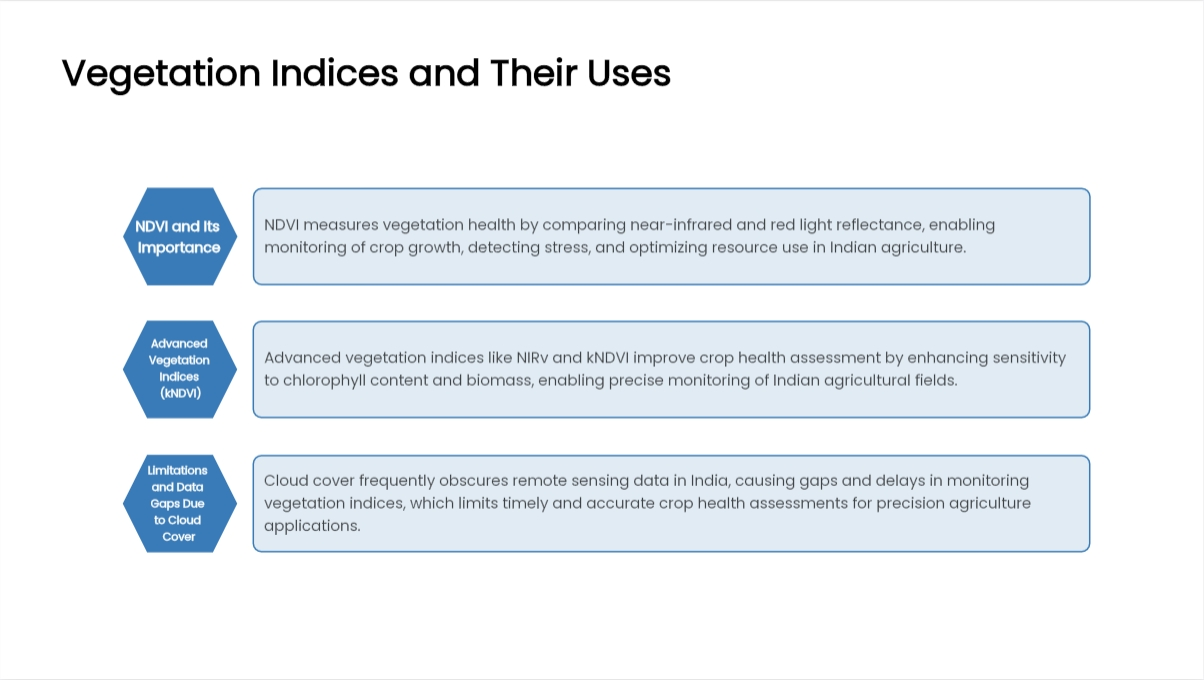 Vegetation Indices and Their Uses
NDVI and Its
Importance
NDVI measures vegetation health by comparing near-infrared and red light reflectance, enabling
monitoring of crop growth, detecting stress, and optimizing resource use in Indian agriculture.
Advanced
Vegetation
Indices
(kNDVI)
Advanced vegetation indices like NIRv and kNDVI improve crop health assessment by enhancing sensitivity
to chlorophyll content and biomass, enabling precise monitoring of Indian agricultural fields.
Limitations
and Data
Gaps Due
to Cloud
Cover
Cloud cover frequently obscures remote sensing data in India, causing gaps and delays in monitoring
vegetation indices, which limits timely and accurate crop health assessments for precision agriculture
applications.